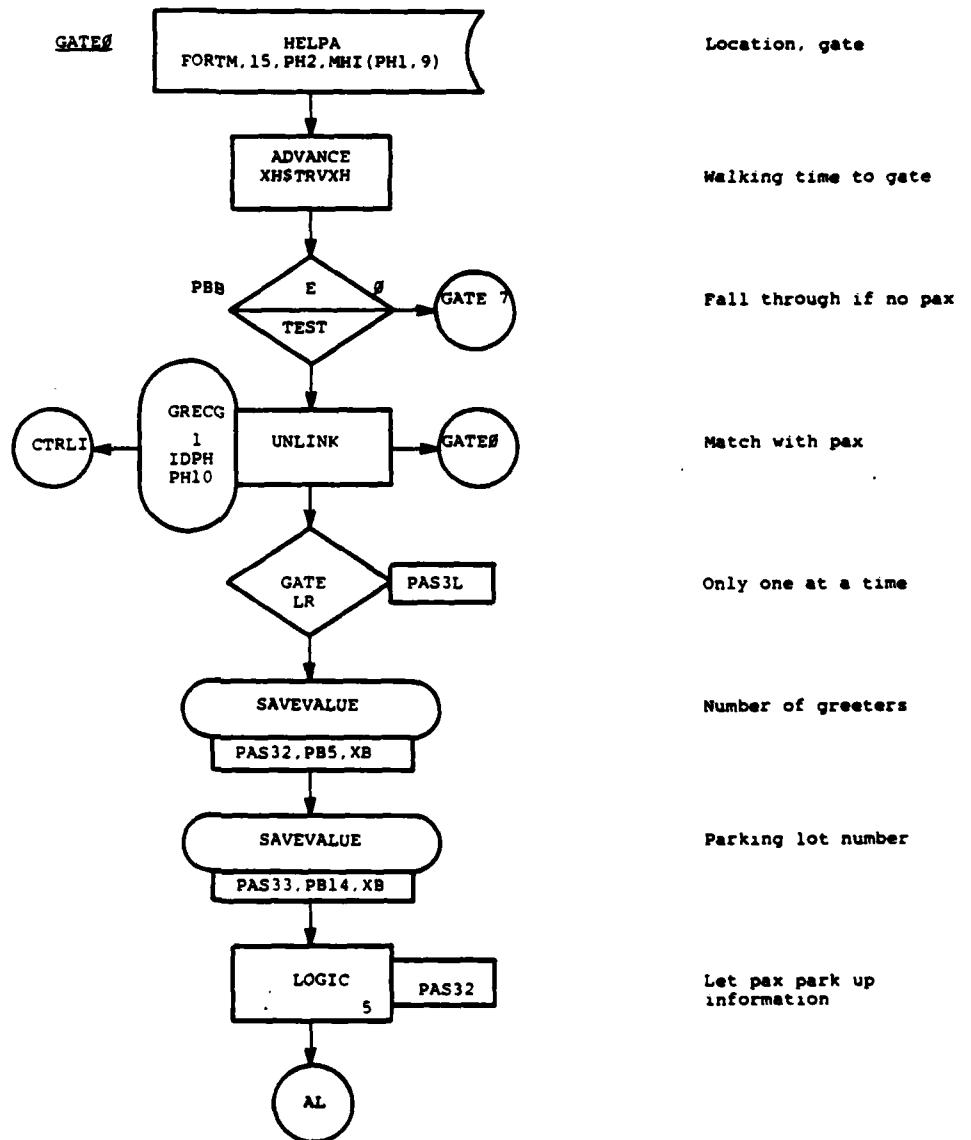 GATEØ
HELPA
FORTM,15,PH2,MHI(PH1,9)
Location, gate
ADVANCE
XH$TRVXH
Walking time to gate
PBB
E
Ø
TEST
GATE 7
Fall through if no pax
CTRLI
GRECG
1
IDPH
PH10
UNLINK
GATEØ
Match with pax
GATE
LR
PAS3L
Only one at a time
SAVEVALUE
PAS32,PB5,XB
Number of greeters
SAVEVALUE
PAS33,PB14,XB
Parking lot number
LOGIC
5
PAS32
Let pax park up
information
AL